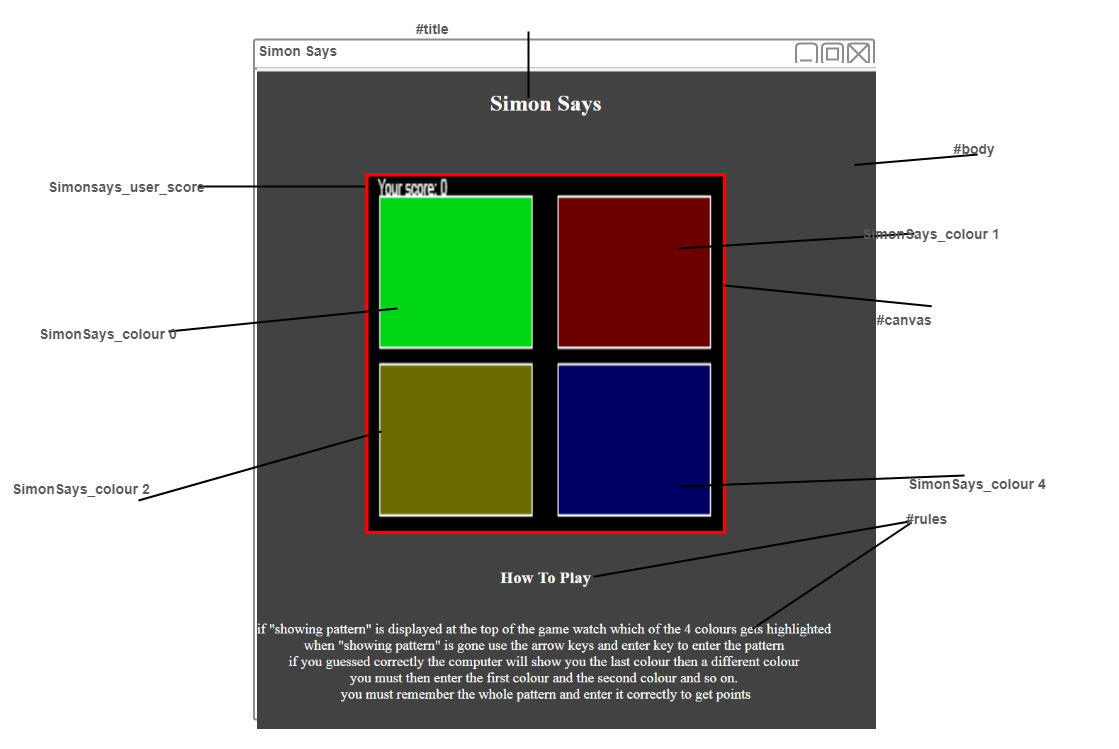 #title
Simon Says
Simon Says
#body
Your score: 0
Simonsays_user_score
SimonSays_colour 1
#canvas
SimonSays_colour 0
SimonSays_colour 2
SimonSays_colour 4
#rules
How To Play
if "showing pattern" is displayed at the top of the game watch which of the 4 colours gets highlighted
when "showing pattern" is gone use the arrow keys and enter key to enter the pattern
if you guessed correctly the computer will show you the last colour then a different colour
you must then enter the first colour and the second colour and so on.
you must remember the whole pattern and enter it correctly to get points